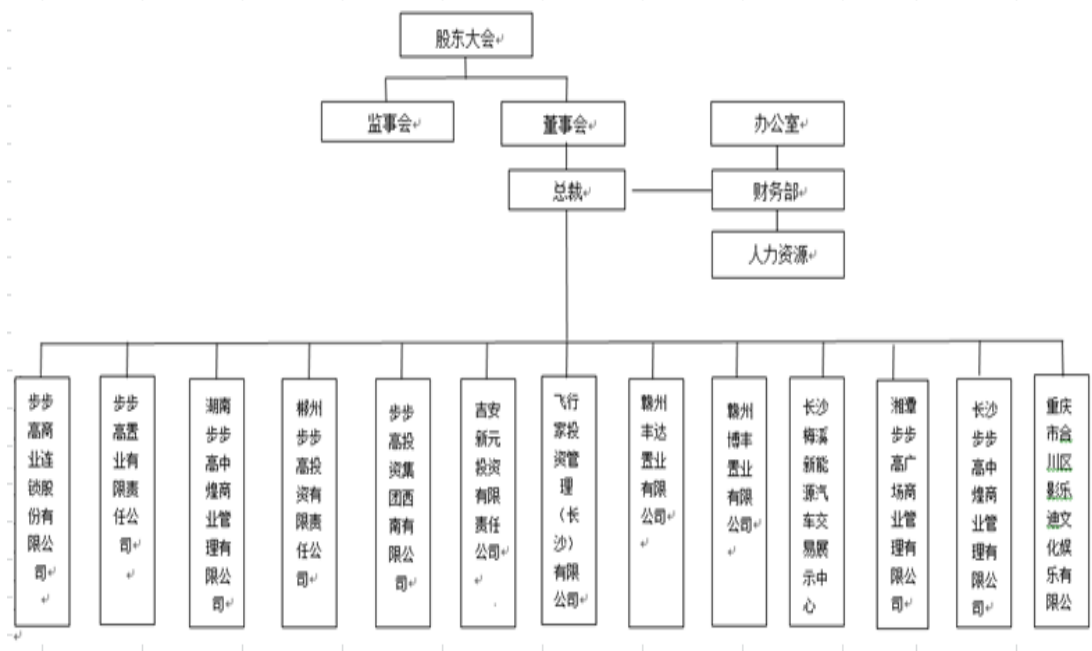 股东大会
监事会
董事会
办公室
总裁
财务部
人力资源
步步
高商
业连
锁股
份有
限公
司
步步
高置
业有
限责
任公
司
湖南
步步
高中
煌商
业管
理有
限公
司
郴州
步步
高投
资有
限责
任公
司
步步
高投
资集
团西
南有
限公
司
吉安
新元
投资
有限
责任
公司
飞行
家投
资管
理
（长
沙）
有限
公司
赣州
丰达
置业
有限
公司
赣州
博丰
置业
有限
公司
长沙
梅溪
新能
源汽
车交
易展
示中
心
湘潭
步步
高广
场商
业管
理有
限公
司
长沙
步步
高中
煌商
业管
理有
限公
司
重庆
市合
川区
影乐
迪文
化娱
乐有
限公